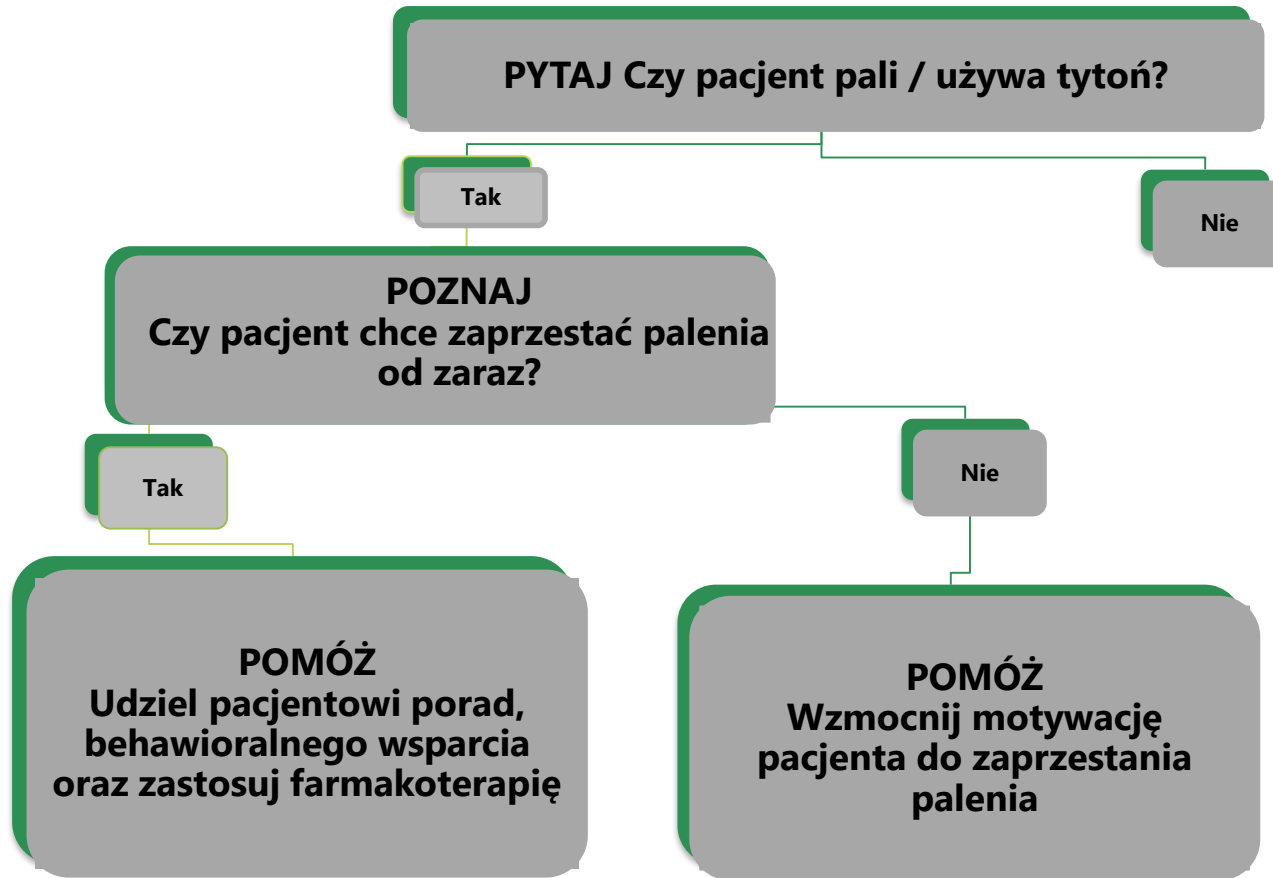 PYTAJ Czy pacjent pali / używa tytoń?
Tak
Nie
POZNAJ
Czy pacjent chce zaprzestać palenia
od zaraz?
Tak
Nie
POMÓŻ
Udziel pacjentowi porad,
behawioralnego wsparcia
oraz zastosuj farmakoterapię
POMÓŻ
Wzmocnij motywację
pacjenta do zaprzestania
palenia